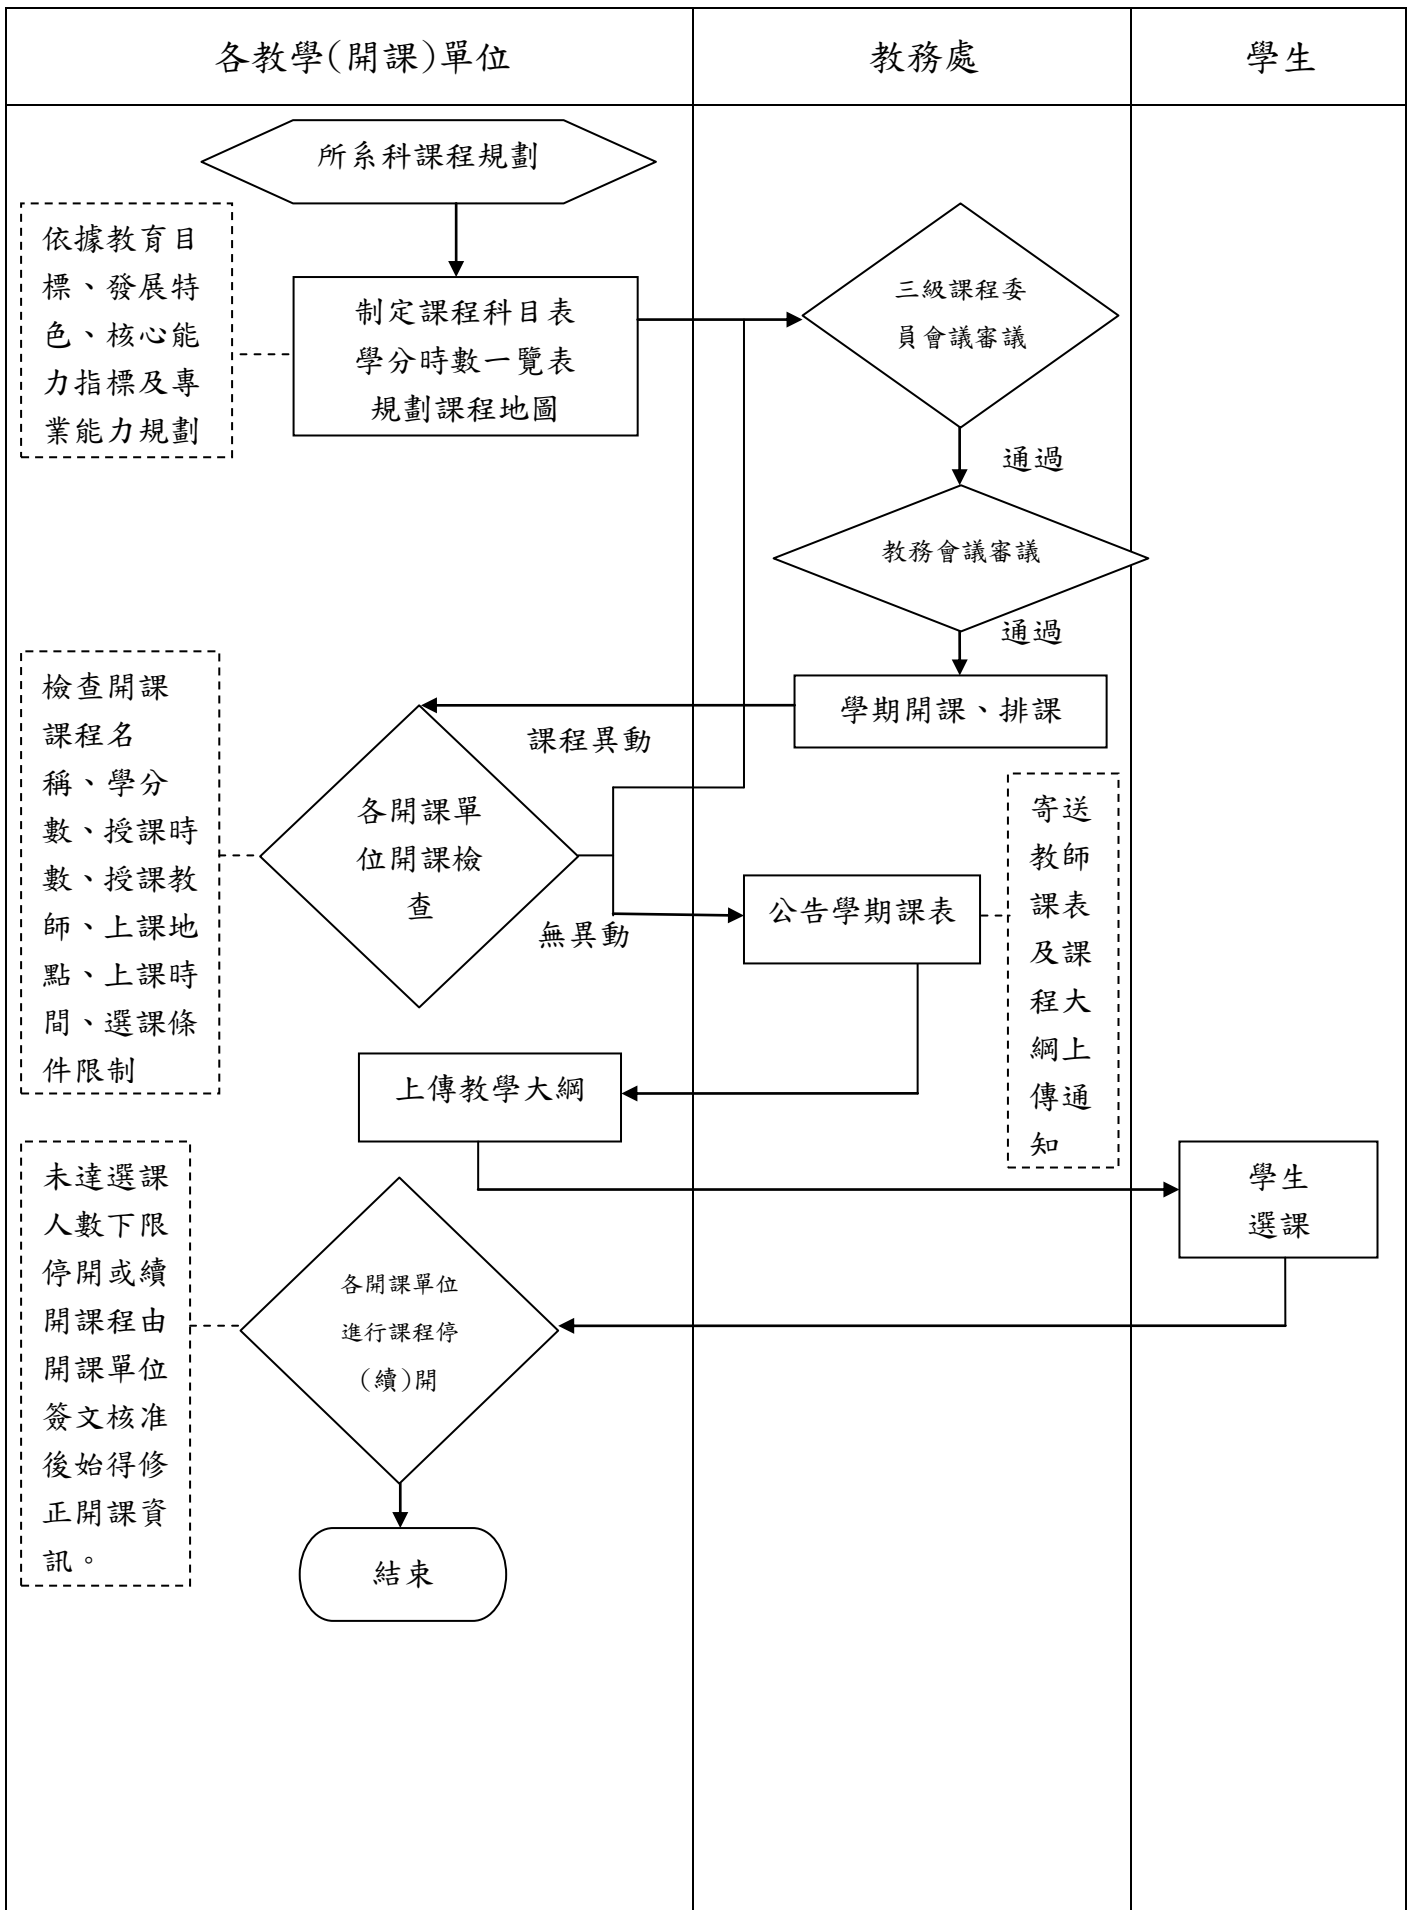 各教學(開課)單位
教務處
學生
所系科課程規劃
依據教育目
標、發展特
色、核心能
力指標及專
業能力規劃
制定課程科目表
學分時數一覽表
規劃課程地圖
三級課程委
員會議審議
通過
教務會議審議
通過
學期開課、排課
課程異動
檢查開課
課程名
稱、學分
數、授課時
數、授課教
師、上課地
點、上課時
間、選課條
件限制
各開課單
位開課檢
查
無異動
公告學期課表
寄送
教師
課表
及課
程大
綱上
傳通
知
上傳教學大綱
學生
選課
未達選課
人數下限
停開或續
開課程由
開課單位
簽文核准
後始得修
正開課資
訊。
各開課單位
進行課程停
(續)開
結束